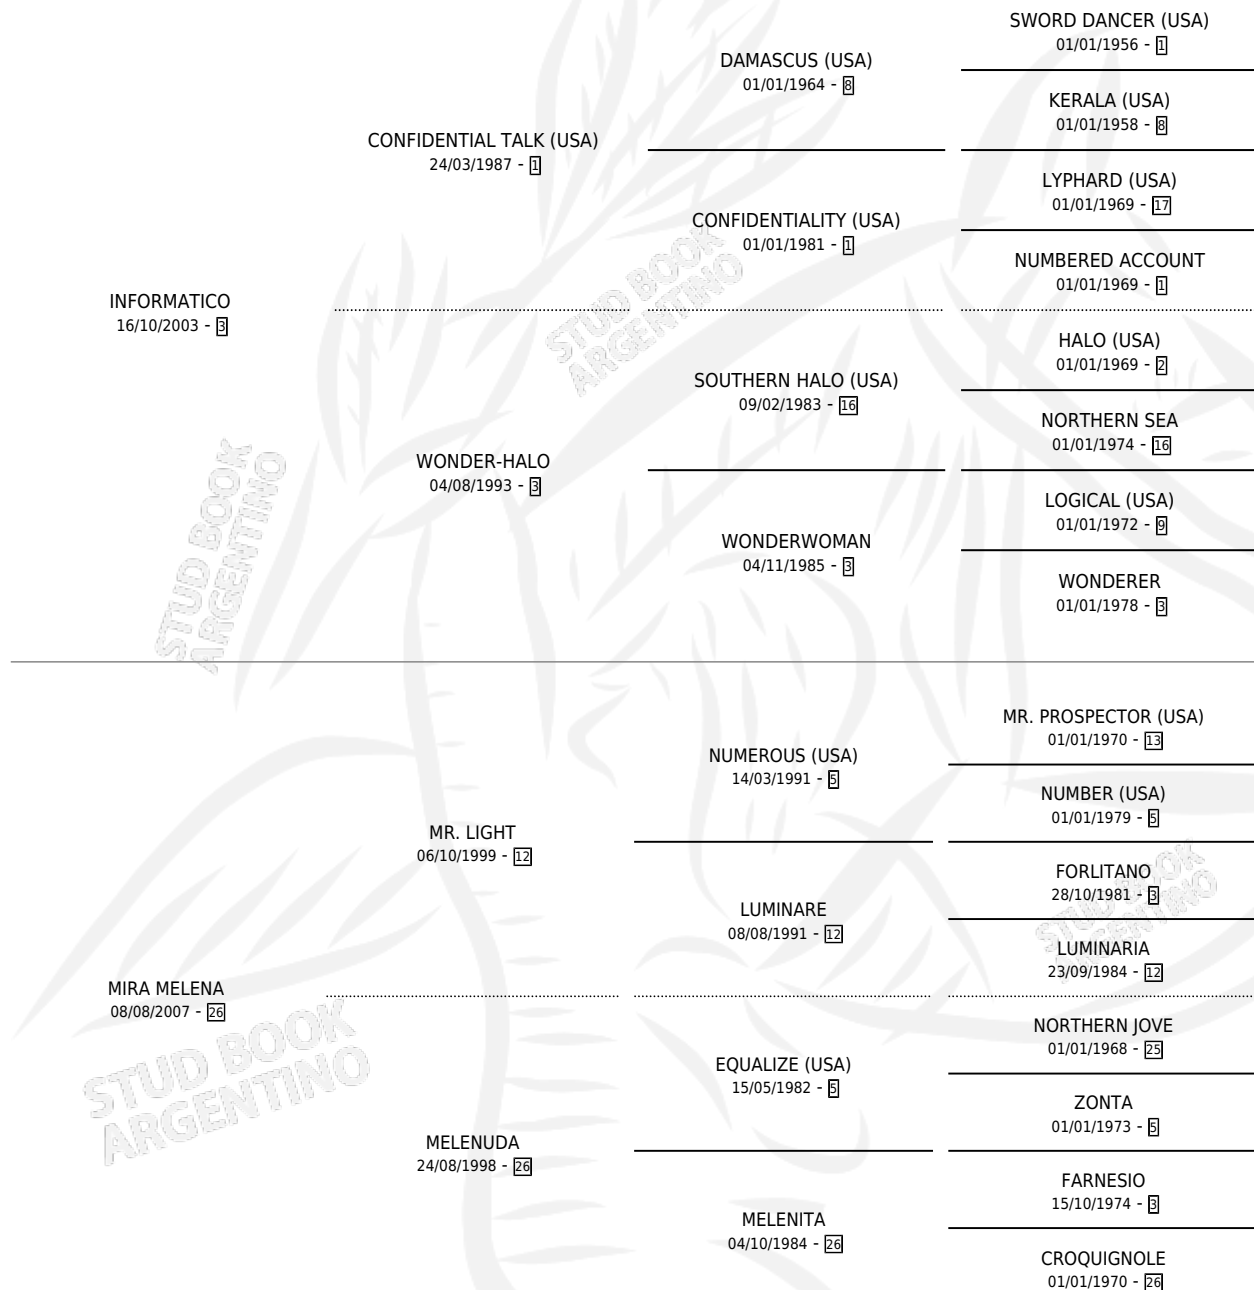 SWORD DANCER (USA)
01/01/1956 - 1
DAMASCUS (USA)
01/01/1964 - 8
KERALA (USA)
01/01/1958 - 8
CONFIDENTIAL TALK (USA)
24/03/1987 - 1
LYPHARD (USA)
01/01/1969 - 17
CONFIDENTIALITY (USA)
01/01/1981 - 1
NUMBERED ACCOUNT
01/01/1969 - 1
INFORMATICO
16/10/2003 - 3
STUD BOOK
ARGENTINO
HALO (USA)
01/01/1969 - 2
SOUTHERN HALO (USA)
09/02/1983 - 16
NORTHERN SEA
01/01/1974 - 16
WONDER-HALO
04/08/1993 - 3
LOGICAL (USA)
01/01/1972 - 9
WONDERWOMAN
04/11/1985 - 3
WONDERER
01/01/1978 - 3
STUD BOOK
ARGENTINO
MR. PROSPECTOR (USA)
01/01/1970 - 13
NUMEROUS (USA)
14/03/1991 - 5
NUMBER (USA)
01/01/1979 - 5
MR. LIGHT
06/10/1999 - 12
FORLITANO
28/10/1981 - 3
LUMINARE
08/08/1991 - 12
LUMINARIA
23/09/1984 - 12
STUD BOOK
ARGENTINO
MIRA MELENA
08/08/2007 - 26
NORTHERN JOVE
01/01/1968 - 25
EQUALIZE (USA)
15/05/1982 - 5
ZONTA
01/01/1973 - 5
STUD BOOK
ARGENTINO
MELENUDA
24/08/1998 - 26
FARNESIO
15/10/1974 - 3
MELENITA
04/10/1984 - 26
CROQUIGNOLE
01/01/1970 - 26